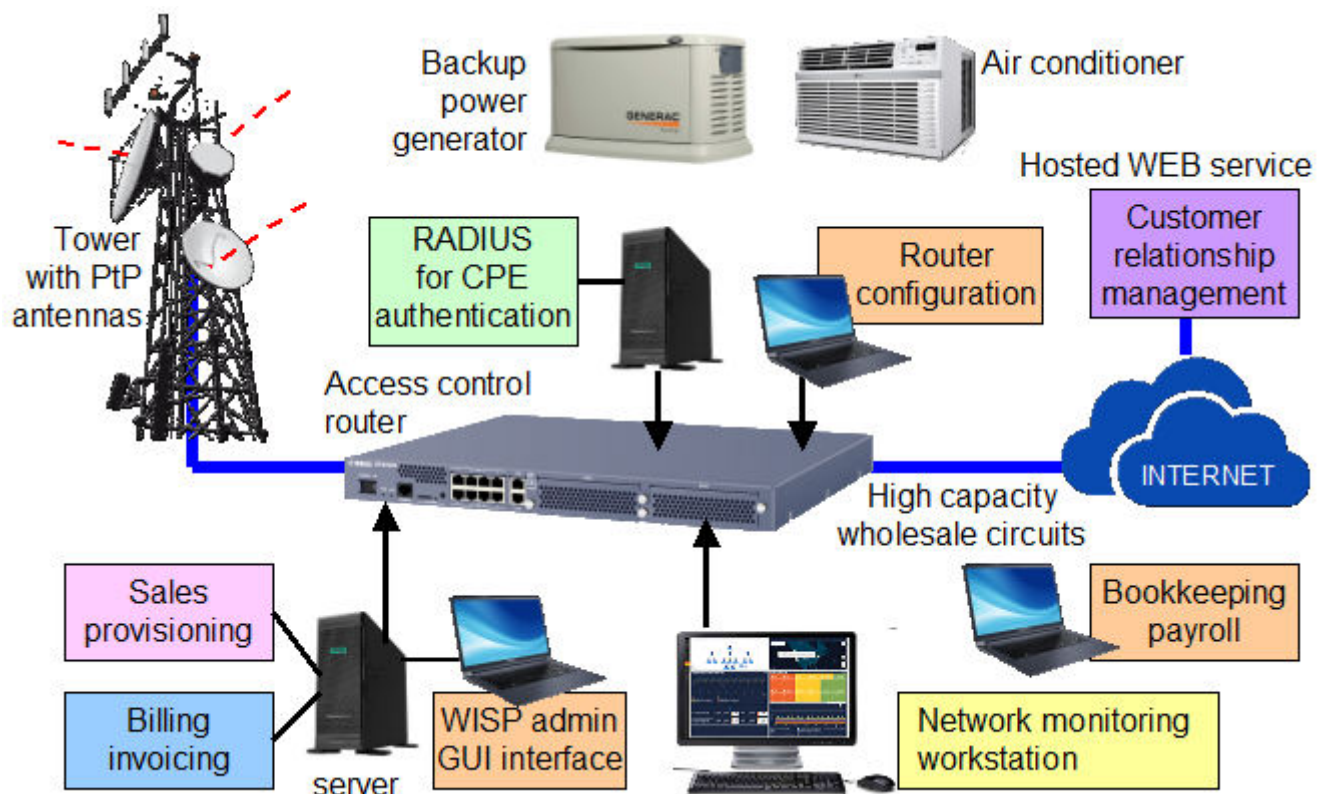 Backup
power
generator
GENERAC
Air conditioner
Hosted WEB service
Customer
relationship
management
Tower
with PtP
antennas
RADIUS
for CPE
authentication
Router
configuration
Access control
router
INTERNET
High capacity
wholesale circuits
Sales
provisioning
Billing
invoicing
server
WISP admin
GUI interface
Bookkeeping
payroll
Network monitoring
workstation